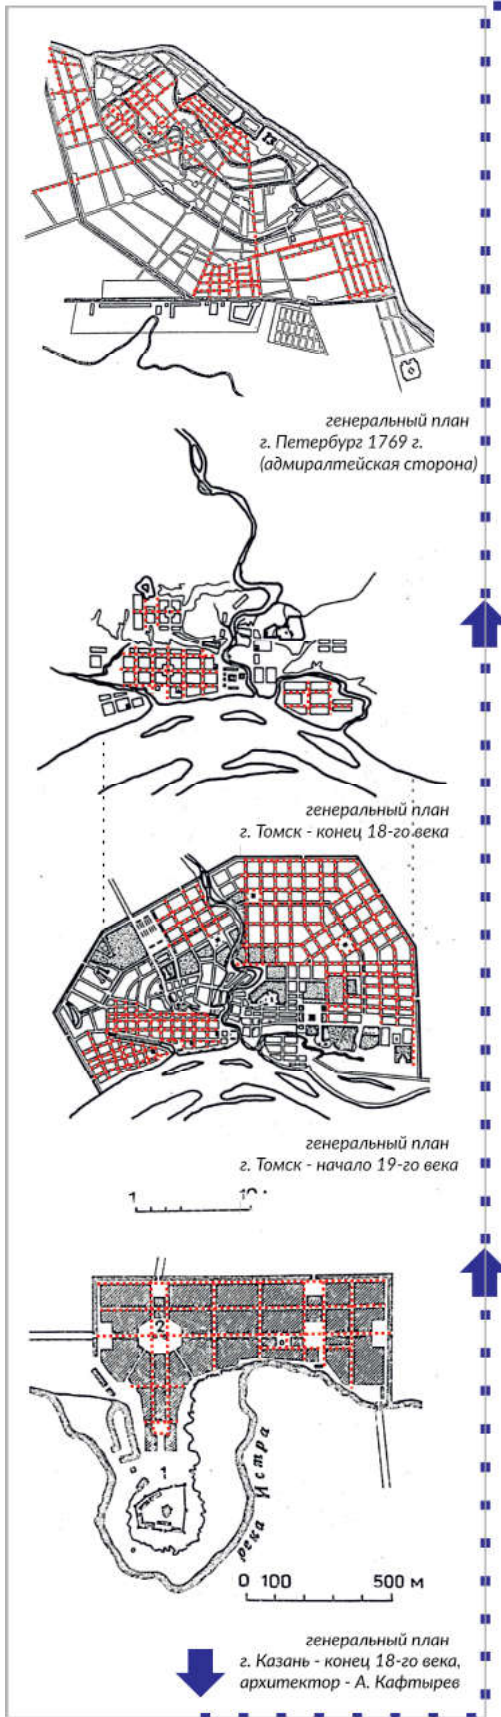 генеральный план
г. Петербург 1769 г.
(адмиралтейская сторона)
генеральный план
г. Томск - конец 18-го века
генеральный план
г. Томск - начало 19-го века
1
2
1
река Истра
0 100 500 м
генеральный план
г. Казань - конец 18-го века,
архитектор - А. Кафтырев